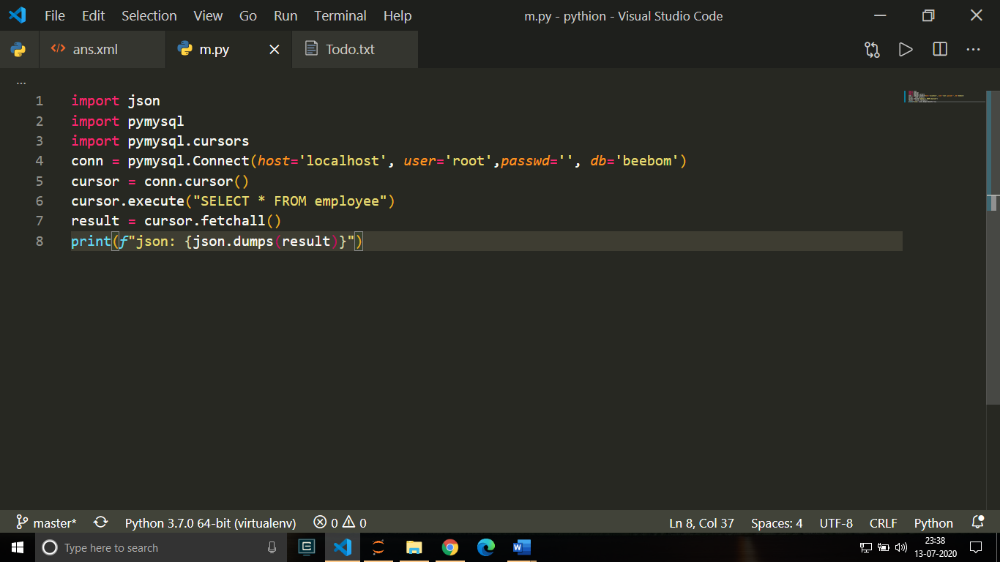 File Edit Selection View Go Run Terminal Help m.py - pythion - Visual Studio Code
ans.xml m.py Todo.txt
...
1 import json
2 import pymysql
3 import pymysql.cursors
4 conn = pymysql.Connect(host='localhost', user='root',passwd='', db='beebom')
5 cursor = conn.cursor()
6 cursor.execute("SELECT * FROM employee")
7 result = cursor.fetchall()
8 print(f"json: {json.dumps(result)}")
master* Python 3.7.0 64-bit (virtualenv) 0 0 Ln 8, Col 37 Spaces: 4 UTF-8 CRLF Python
Type here to search
23:38
13-07-2020